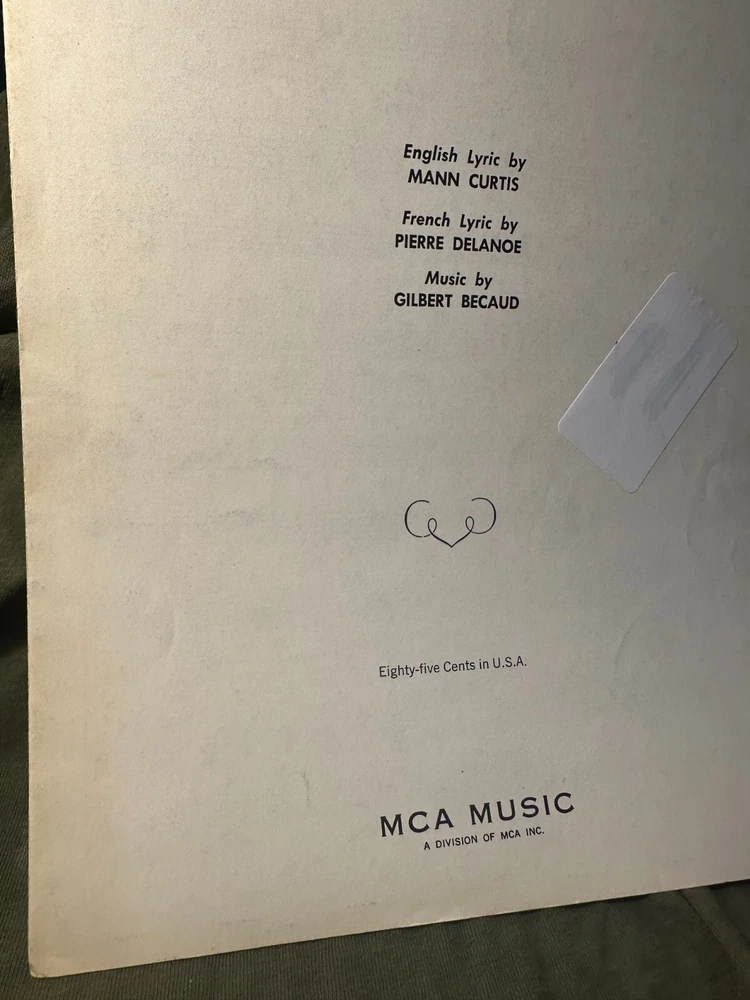 English Lyric by
MANN CURTIS
French Lyric by
PIERRE DELANOE
Music by
GILBERT BECAUD
Eighty-five Cents in U.S.A.
MCA MUSIC
A DIVISION OF MCA INC.